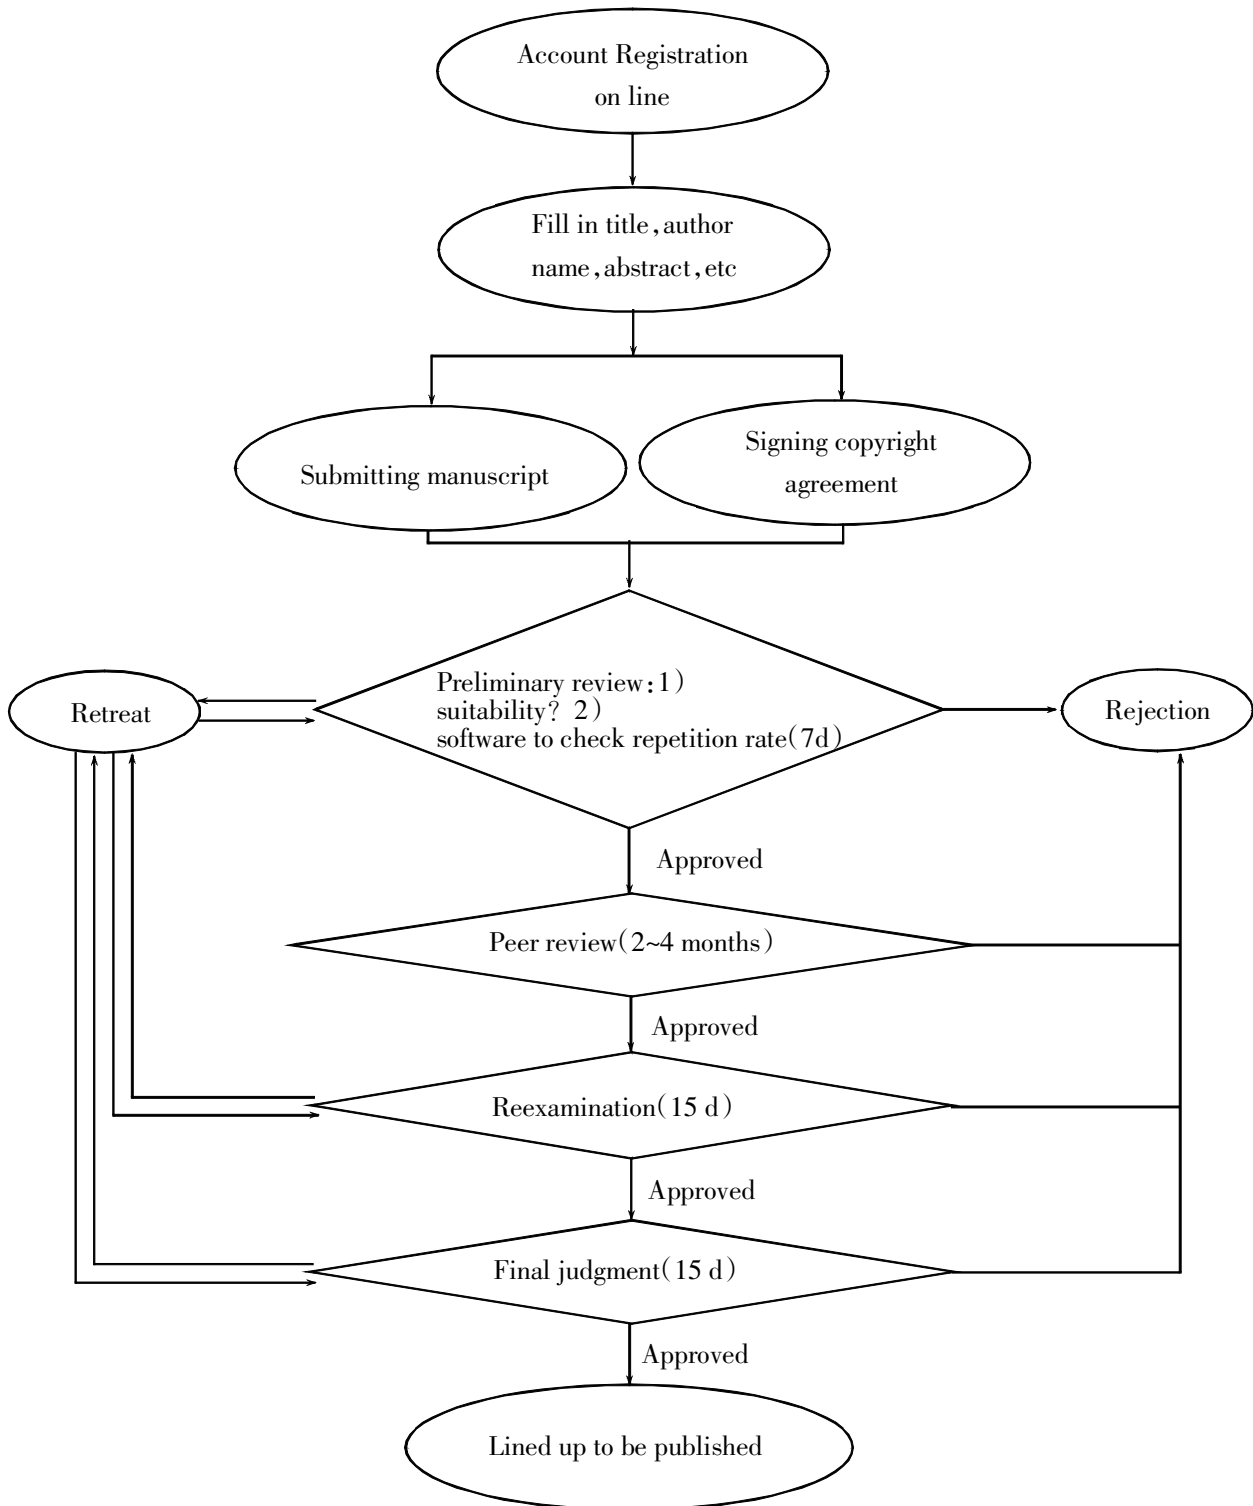 Account Registration
on line
Fill in title,author
name,abstract,etc
Submitting manuscript
Signing copyright
agreement
Preliminary review:1)
suitability? 2)
software to check repetition rate(7d)
Retreat
Rejection
Approved
Peer review(2~4 months)
Approved
Reexamination(15 d)
Approved
Final judgment(15 d)
Approved
Lined up to be published